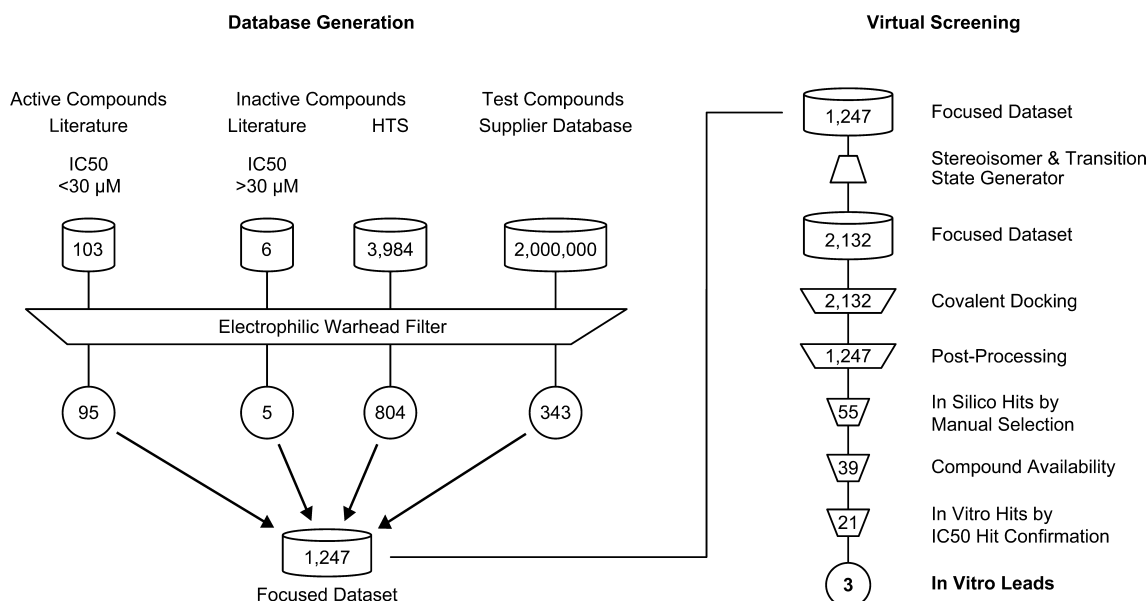 Database Generation
Active Compounds
Literature
IC50
<30 µM
Inactive Compounds
Literature
HTS
IC50
>30 µM
Test Compounds
Supplier Database
103
6
3,984
2,000,000
Electrophilic Warhead Filter
95
5
804
343
1,247
Focused Dataset
Virtual Screening
1,247
Focused Dataset
Stereoisomer & Transition
State Generator
2,132
Focused Dataset
2,132
Covalent Docking
1,247
Post-Processing
55
In Silico Hits by
Manual Selection
39
Compound Availability
21
In Vitro Hits by
IC50 Hit Confirmation
3
In Vitro Leads